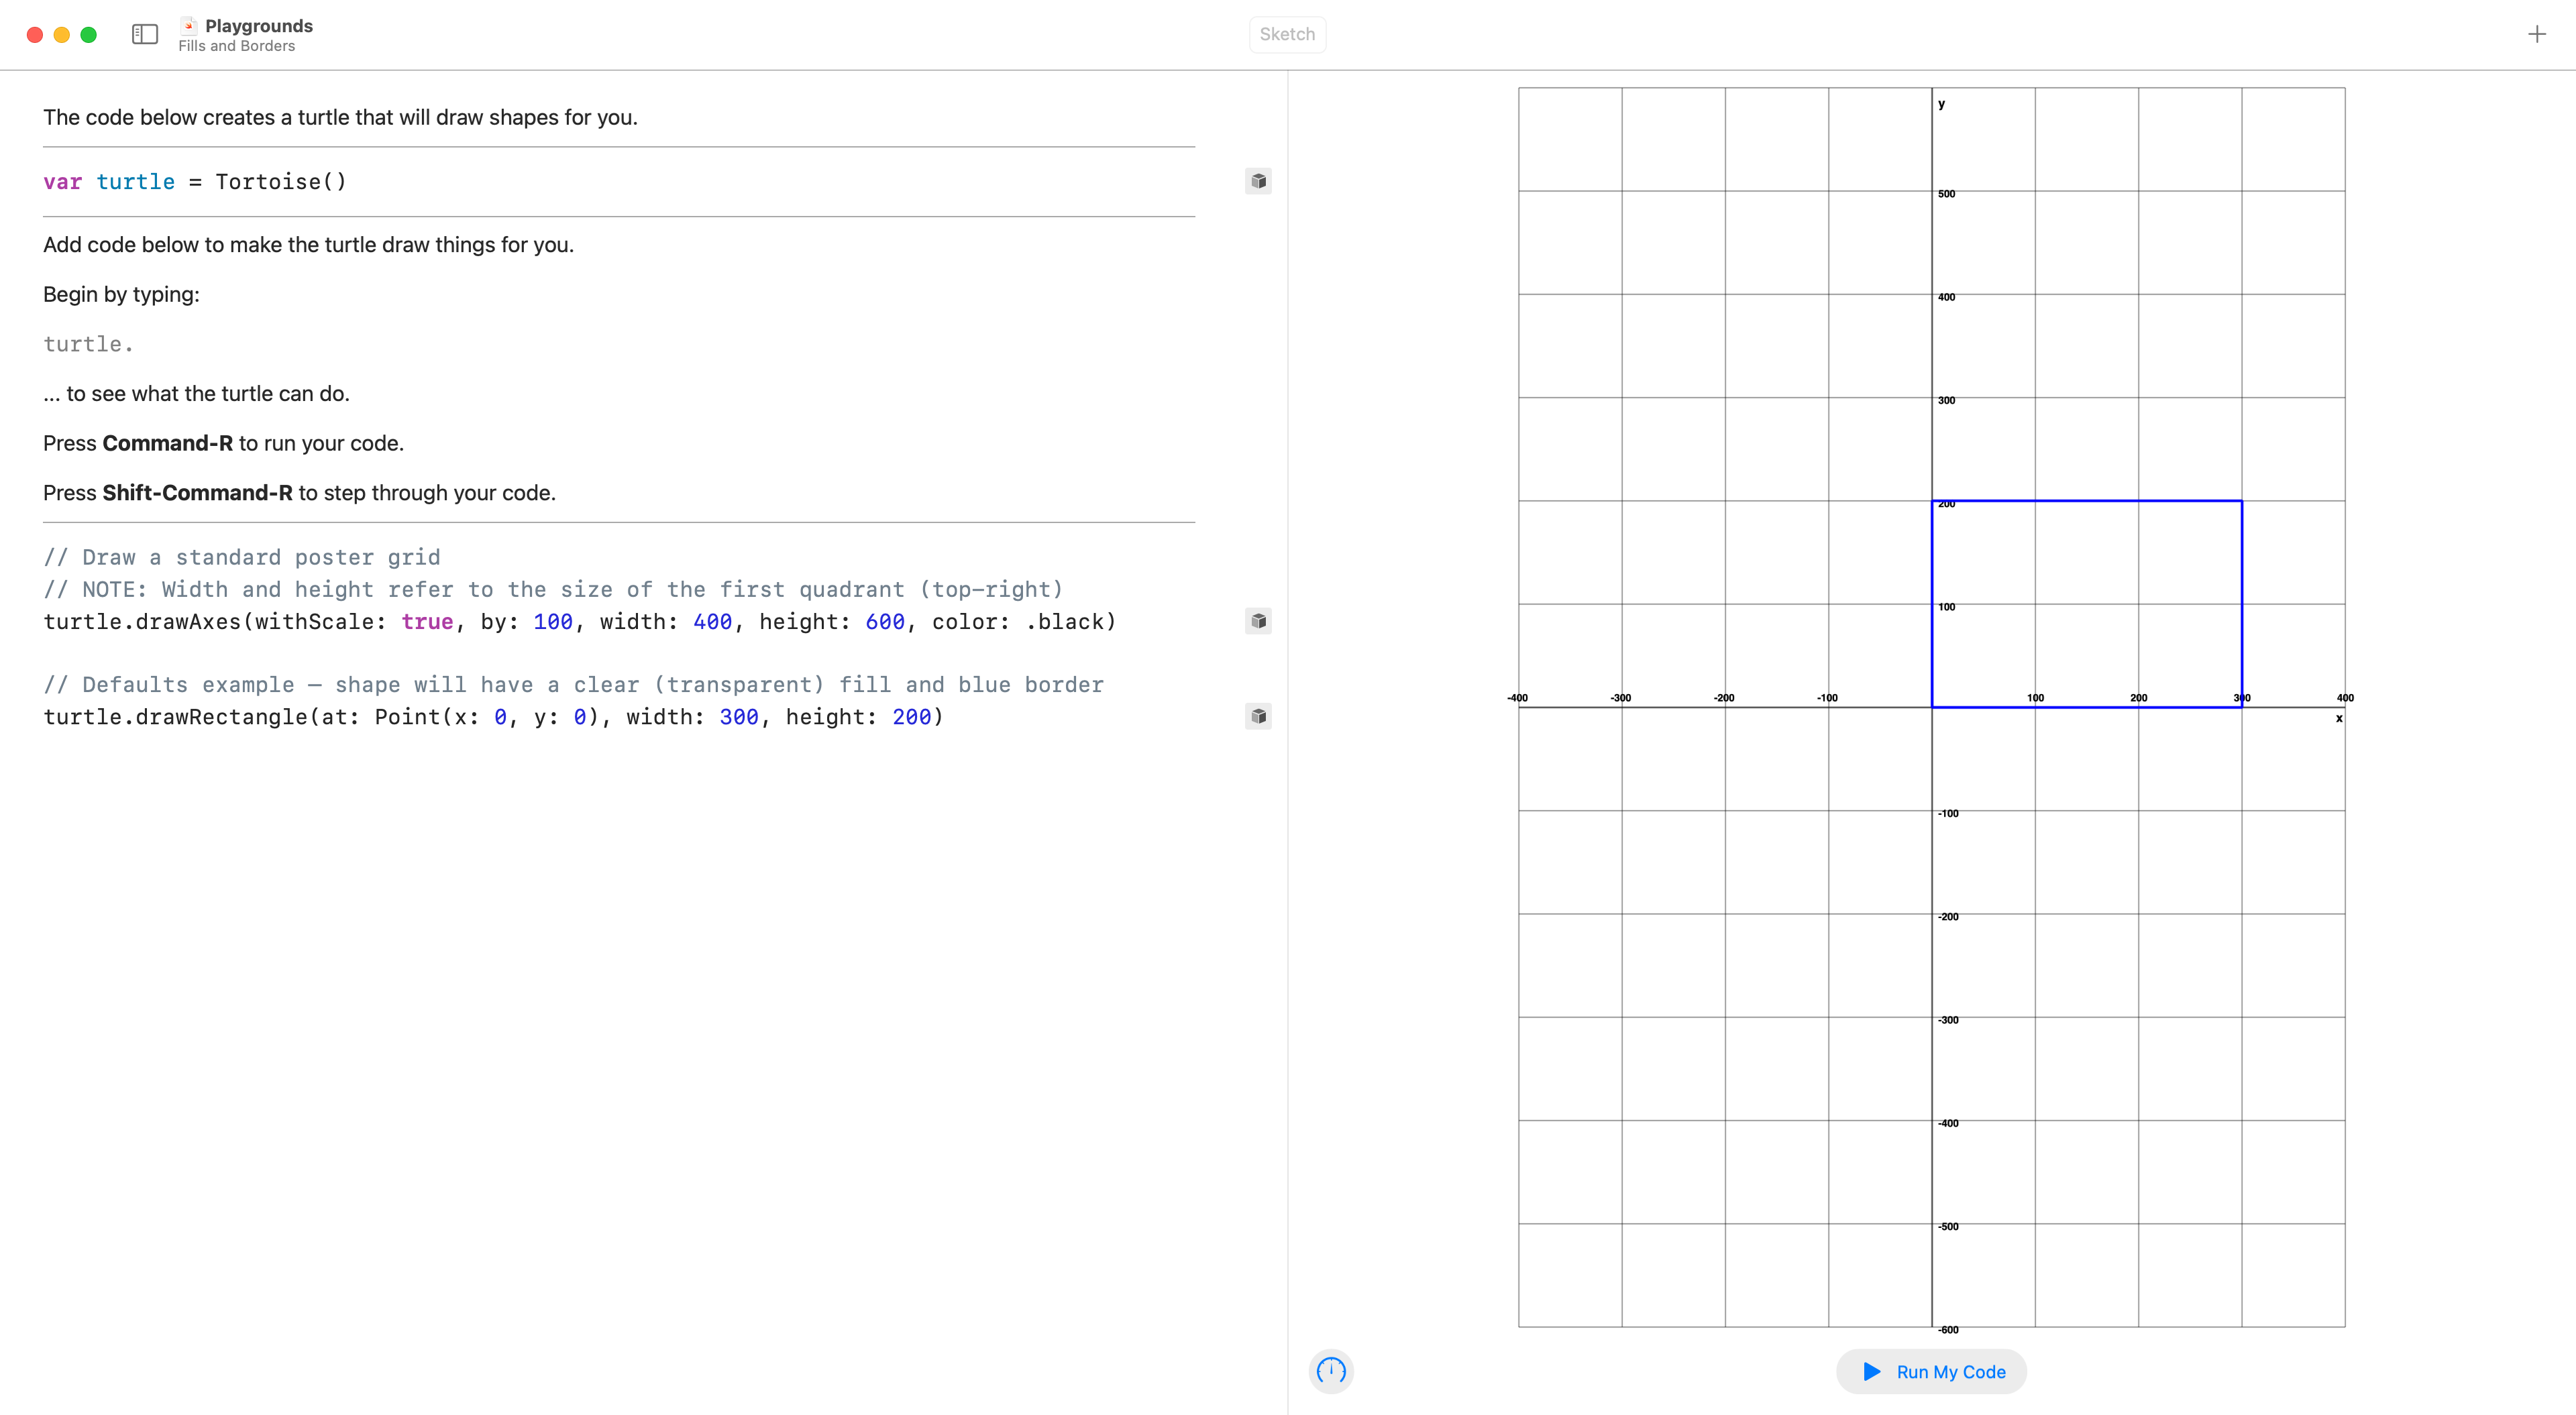 Playgrounds
Fills and Borders
Sketch
The code below creates a turtle that will draw shapes for you.
var turtle = Tortoise()
Add code below to make the turtle draw things for you.
Begin by typing:
turtle.
... to see what the turtle can do.
Press Command-R to run your code.
Press Shift-Command-R to step through your code.
// Draw a standard poster grid
// NOTE: Width and height refer to the size of the first quadrant (top-right)
turtle.drawAxes(withScale: true, by: 100, width: 400, height: 600, color: .black)
// Defaults example — shape will have a clear (transparent) fill and blue border
turtle.drawRectangle(at: Point(x: 0, y: 0), width: 300, height: 200)
y
500
400
300
200
100
-400 -300 -200 -100 100 200 300 400
x
-100
-200
-300
-400
-500
-600
Run My Code